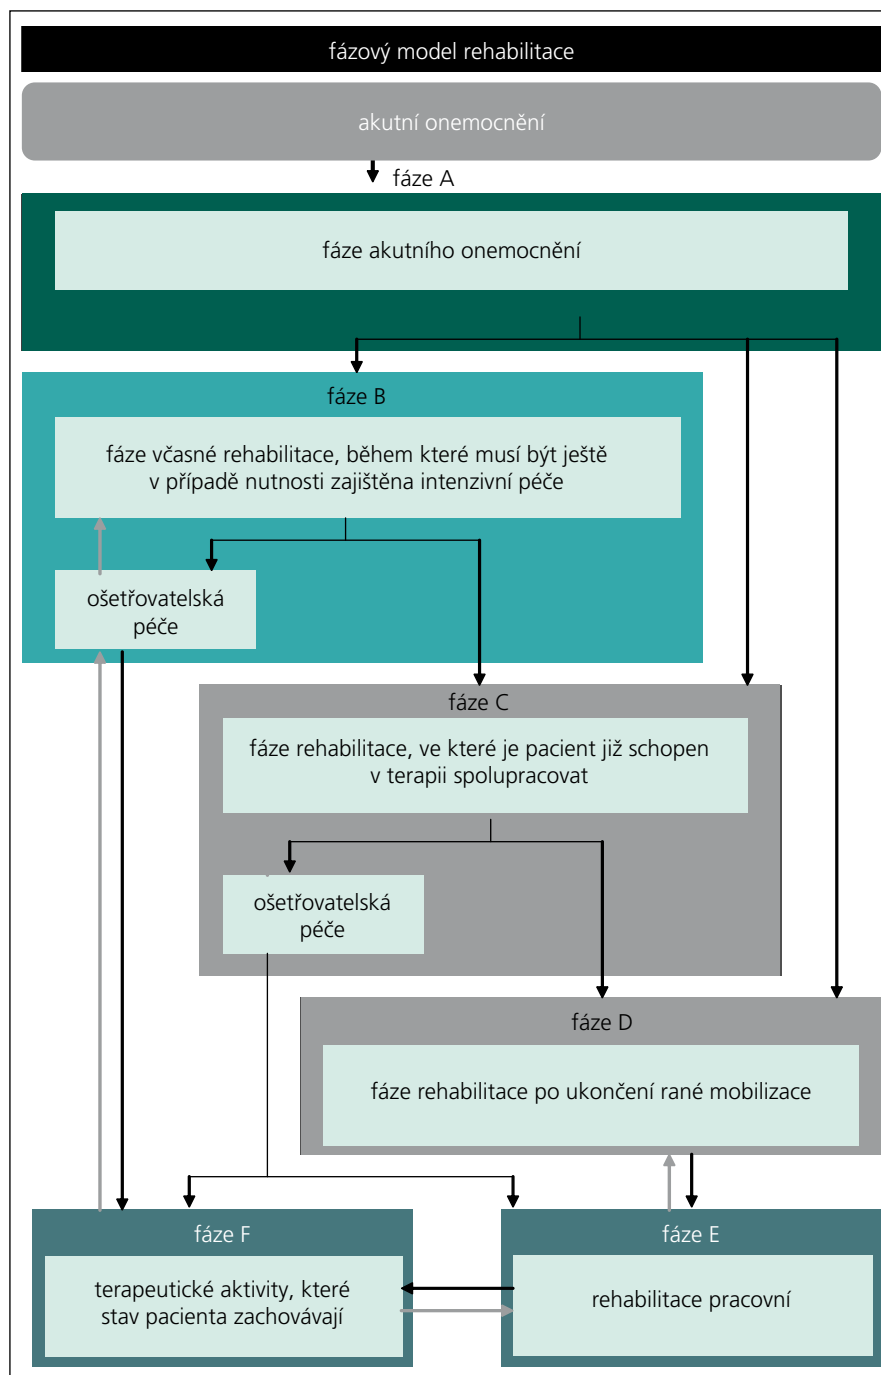 fázový model rehabilitace
akutní onemocnění
fáze A
fáze akutního onemocnění
fáze B
fáze včasné rehabilitace, během které musí být ještě
v případě nutnosti zajištěna intenzivní péče
ošetřovatelská
péče
fáze C
fáze rehabilitace, ve které je pacient již schopen
v terapii spolupracovat
ošetřovatelská
péče
fáze D
fáze rehabilitace po ukončení rané mobilizace
fáze F
terapeutické aktivity, které
stav pacienta zachovávají
fáze E
rehabilitace pracovní